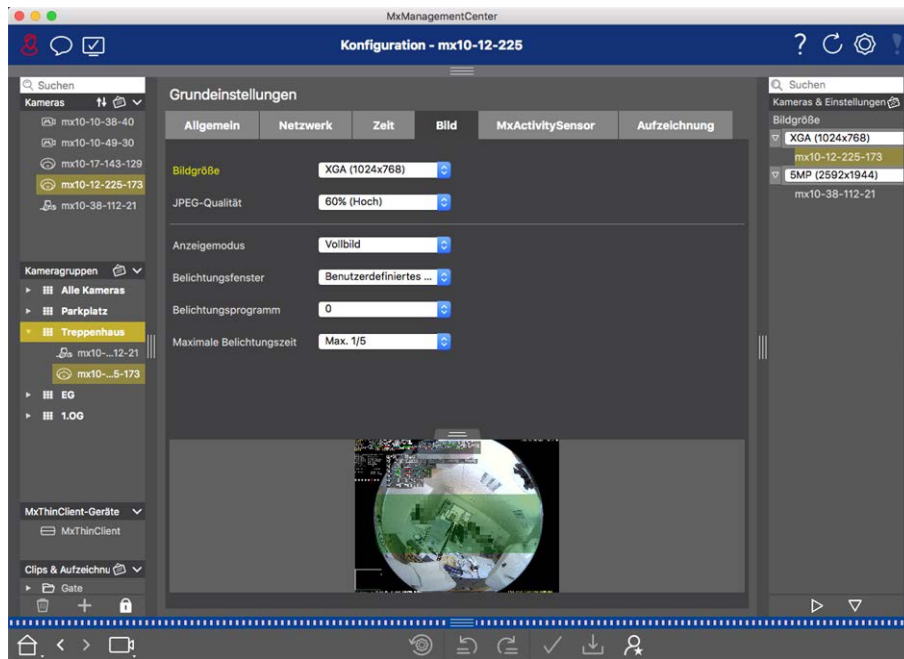 MxManagementCenter
Konfiguration - mx10-12-225
Suchen
Kameras
mx10-10-38-40
mx10-10-49-30
mx10-17-143-129
mx10-12-225-173
mx10-38-112-21
Kameragruppen
Alle Kameras
Parkplatz
Treppenhaus
mx10-...12-21
mx10-...5-173
EG
1.OG
MxThinClient-Geräte
MxThinClient
Clips & Aufzeichnu
Gate
Grundeinstellungen
Allgemein Netzwerk Zeit Bild MxActivitySensor Aufzeichnung
Bildgröße XGA (1024x768)
JPEG-Qualität 60% (Hoch)
Anzeigemodus Vollbild
Belichtungsfenster Benutzerdefiniertes ...
Belichtungsprogramm 0
Maximale Belichtungszeit Max. 1/5
Suchen
Kameras & Einstellungen
Bildgröße
XGA (1024x768)
mx10-12-225-173
5MP (2592x1944)
mx10-38-112-21